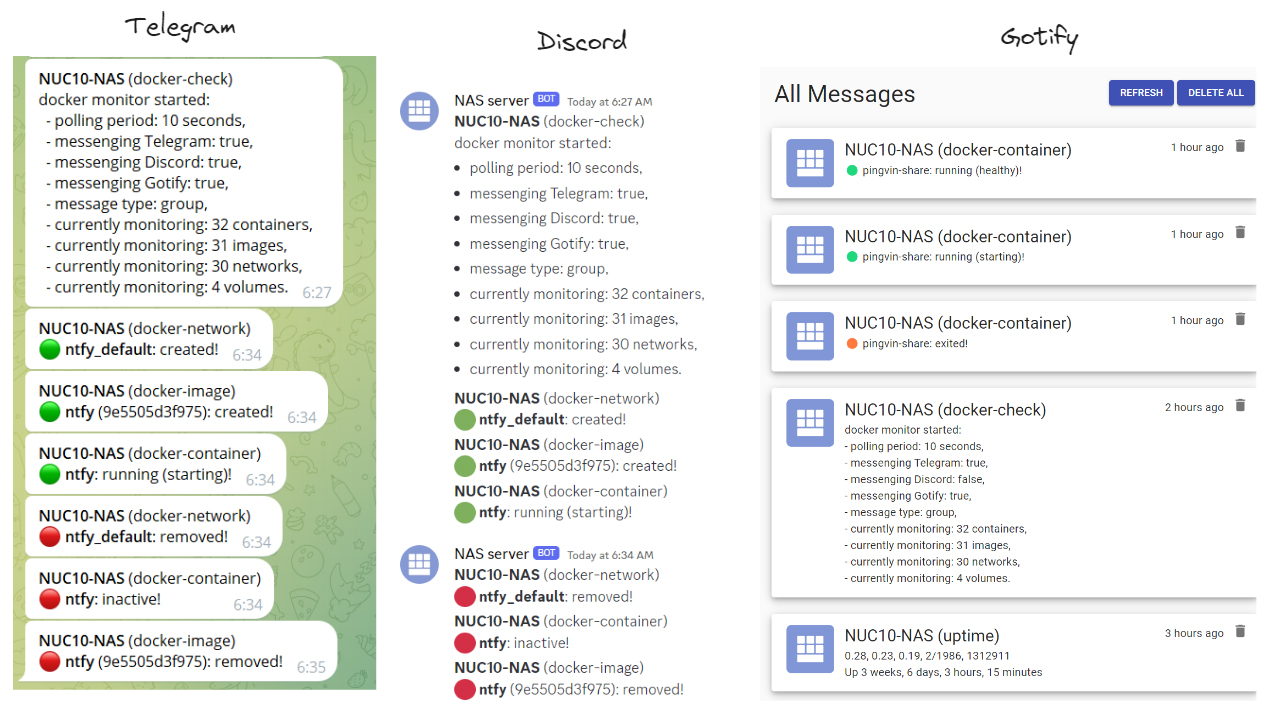 Telegram
NUC10-NAS (docker-check)
docker monitor started:
- polling period: 10 seconds,
- messenging Telegram: true,
- messenging Discord: true,
- messenging Gotify: true,
- message type: group,
- currently monitoring: 32 containers,
- currently monitoring: 31 images,
- currently monitoring: 30 networks,
- currently monitoring: 4 volumes. 6:27
NUC10-NAS (docker-network)
ntfy_default: created! 6:34
NUC10-NAS (docker-image)
ntfy (9e5505d3f975): created! 6:34
NUC10-NAS (docker-container)
ntfy: running (starting)! 6:34
NUC10-NAS (docker-network)
ntfy_default: removed! 6:34
NUC10-NAS (docker-container)
ntfy: inactive! 6:34
NUC10-NAS (docker-image)
ntfy (9e5505d3f975): removed! 6:35
Discord
NAS server BOT Today at 6:27 AM
NUC10-NAS (docker-check)
docker monitor started:
• polling period: 10 seconds,
• messenging Telegram: true,
• messenging Discord: true,
• messenging Gotify: true,
• message type: group,
• currently monitoring: 32 containers,
• currently monitoring: 31 images,
• currently monitoring: 30 networks,
• currently monitoring: 4 volumes.
NUC10-NAS (docker-network)
ntfy_default: created!
NUC10-NAS (docker-image)
ntfy (9e5505d3f975): created!
NUC10-NAS (docker-container)
ntfy: running (starting)!
NAS server BOT Today at 6:34 AM
NUC10-NAS (docker-network)
ntfy_default: removed!
NUC10-NAS (docker-container)
ntfy: inactive!
NUC10-NAS (docker-image)
ntfy (9e5505d3f975): removed!
Gotify
All Messages REFRESH DELETE ALL
NUC10-NAS (docker-container) 1 hour ago
pingvin-share: running (healthy)!
NUC10-NAS (docker-container) 1 hour ago
pingvin-share: running (starting)!
NUC10-NAS (docker-container) 1 hour ago
pingvin-share: exited!
NUC10-NAS (docker-check) 2 hours ago
docker monitor started:
- polling period: 10 seconds,
- messenging Telegram: true,
- messenging Discord: false,
- messenging Gotify: true,
- message type: group,
- currently monitoring: 32 containers,
- currently monitoring: 31 images,
- currently monitoring: 30 networks,
- currently monitoring: 4 volumes.
NUC10-NAS (uptime) 3 hours ago
0.28, 0.23, 0.19, 2/1986, 1312911
Up 3 weeks, 6 days, 3 hours, 15 minutes